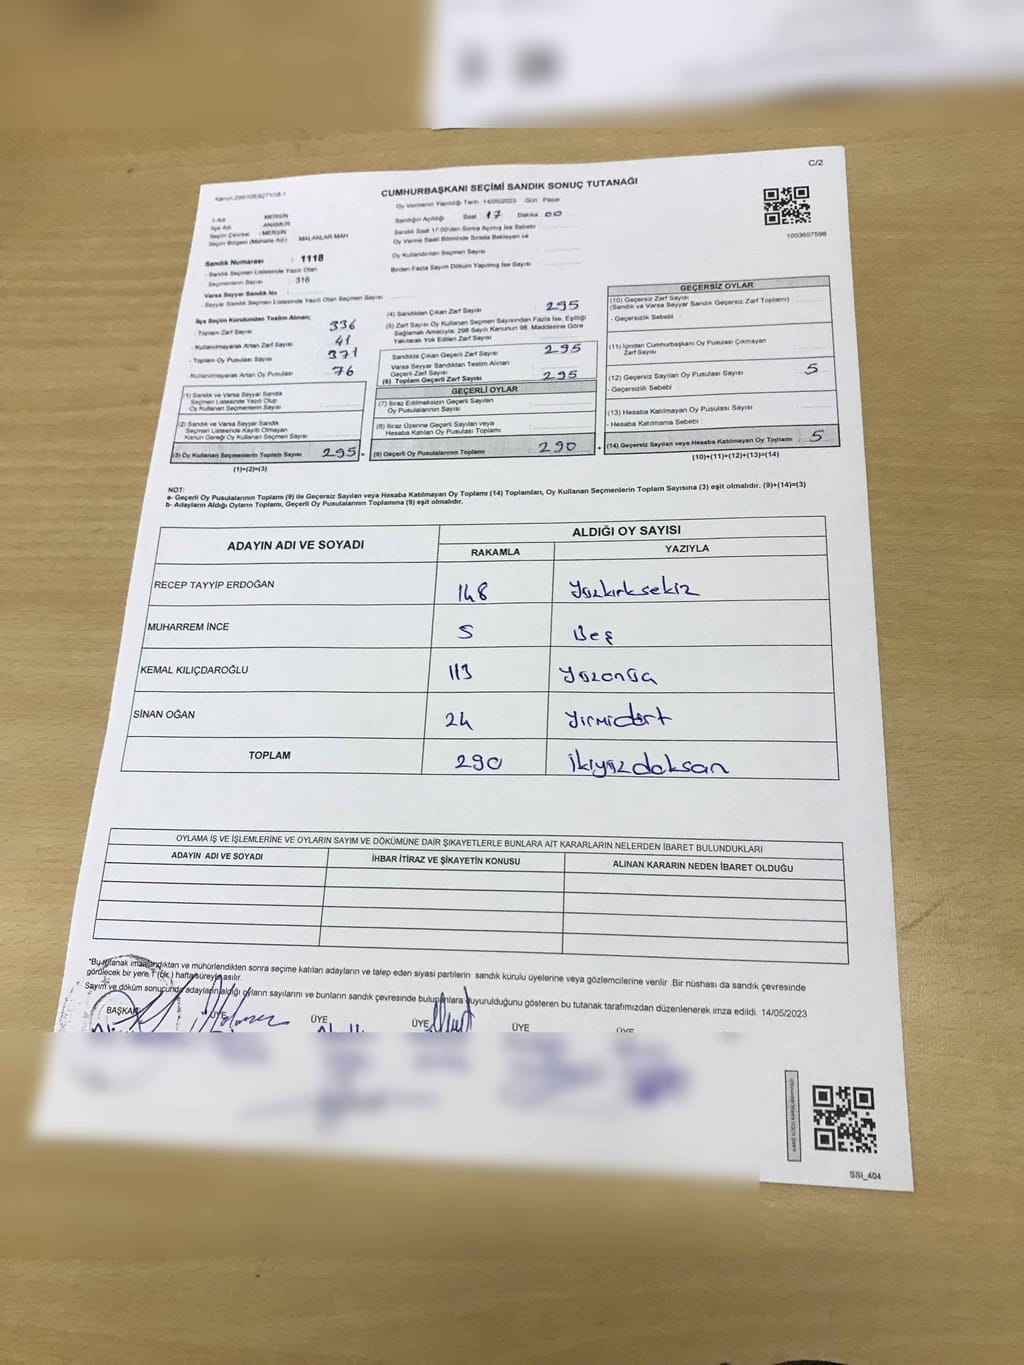 C/2
CUMHURBAŞKANI SEÇİMİ SANDIK SONUÇ TUTANAĞI
Oy Vermenin Yapıldığı Tarih :14/05/2023 Gün Pazar
Sandığın Açıldığı Saat 17 Dakika 00
Sandık Saat 17:00'den Sonra Açılmış İse Sebebi :
Oy Verme Saati Bitiminde Sırada Bekleyen ve
Oy Kullandırılan Seçmen Sayısı :
Birden Fazla Sayım Döküm Yapılmış İse Sayısı :
1093607598
İl Adı : MERSİN
İlçe Adı : ANAMUR
Seçim Çevresi : MERSİN
Seçim Bölgesi (Mahalle Adı) : MALAKLAR MAH.
Sandık Numarası : 1118
- Sandık Seçmen Listesinde Yazılı Olan
Seçmenlerin Sayısı : 316
Varsa Seyyar Sandık No :
- Seyyar Sandık Seçmen Listesinde Yazılı Olan Seçmen Sayısı :
İlçe Seçim Kurulundan Teslim Alınan;
- Toplam Zarf Sayısı 336
- Kullanılmayarak Artan Zarf Sayısı 41
- Toplam Oy Pusulası Sayısı 371
- Kullanılmayarak Artan Oy Pusulası 76
(1) Sandık ve Varsa Seyyar Sandık
Seçmen Listesinde Yazılı Olup
Oy Kullanan Seçmenlerin Sayısı
(2) Sandık ve Varsa Seyyar Sandık
Seçmen Listesinde Kayıtlı Olmayan
Kanun Gereği Oy Kullanan Seçmen Sayısı
(3) Oy Kullanan Seçmenlerin Toplam Sayısı 295 =
(1)+(2)=(3)
(4) Sandıktan Çıkan Zarf Sayısı : 295
(5) Zarf Sayısı Oy Kullanan Seçmen Sayısından Fazla İse, Eşitliği
Sağlamak Amacıyla, 298 Sayılı Kanunun 98. Maddesine Göre
Yakılarak Yok Edilen Zarf Sayısı :
Sandıkta Çıkan Geçerli Zarf Sayısı : 295
Varsa Seyyar Sandıktan Teslim Alınan
Geçerli Zarf Sayısı
(6) Toplam Geçerli Zarf Sayısı : 295
GEÇERLİ OYLAR
(7) İtiraz Edilmeksizin Geçerli Sayılan
Oy Pusulalarının Sayısı
(8) İtiraz Üzerine Geçerli Sayılan veya
Hesaba Katılan Oy Pusulası Toplamı
(9) Geçerli Oy Pusulalarının Toplamı : 290 +
GEÇERSİZ OYLAR
(10) Geçersiz Zarf Sayısı
(Sandık ve Varsa Seyyar Sandık Geçersiz Zarf Toplamı)
- Geçersizlik Sebebi :
(11) İçinden Cumhurbaşkanı Oy Pusulası Çıkmayan
Zarf Sayısı
(12) Geçersiz Sayılan Oy Pusulası Sayısı 5
- Geçersizlik Sebebi :
(13) Hesaba Katılmayan Oy Pusulası Sayısı
- Hesaba Katılmama Sebebi :
(14) Geçersiz Sayılan veya Hesaba Katılmayan Oy Toplamı : 5
(10)+(11)+(12)+(13)=(14)
NOT:
a- Geçerli Oy Pusulalarının Toplamı (9) ile Geçersiz Sayılan veya Hesaba Katılmayan Oy Toplamı (14) Toplamları, Oy Kullanan Seçmenlerin Toplam Sayısına (3) eşit olmalıdır. (9)+(14)=(3)
b- Adayların Aldığı Oyların Toplamı, Geçerli Oy Pusulalarının Toplamına (9) eşit olmalıdır.
ADAYIN ADI VE SOYADI ALDIĞI OY SAYISI
RAKAMLA YAZIYLA
RECEP TAYYİP ERDOĞAN 148 Yüzkırksekiz
MUHARREM İNCE 5 Beş
KEMAL KILIÇDAROĞLU 113 Yüzonüç
SİNAN OĞAN 24 Yirmidört
TOPLAM 290 İkiyüzdoksan
OYLAMA İŞ VE İŞLEMLERİNE VE OYLARIN SAYIM VE DÖKÜMÜNE DAİR ŞİKAYETLERLE BUNLARA AİT KARARLARIN NELERDEN İBARET BULUNDUKLARI
ADAYIN ADI VE SOYADI İHBAR İTİRAZ VE ŞİKAYETİN KONUSU ALINAN KARARIN NEDEN İBARET OLDUĞU
*Bu tutanak imzalandıktan ve mühürlendikten sonra seçime katılan adayların ve talep eden siyasi partilerin sandık kurulu üyelerine veya gözlemcilerine verilir .Bir nüshası da sandık çevresinde
görülecek bir yere 1 (bir ) hafta süreyle asılır.
Sayım ve döküm sonucunda adayların aldığı oyların sayılarını ve bunların sandık çevresinde bulunanlara duyurulduğunu gösteren bu tutanak tarafımızdan düzenlenerek imza edildi. 14/05/2023
BAŞKAN ÜYE ÜYE ÜYE ÜYE ÜYE
SSİ_404